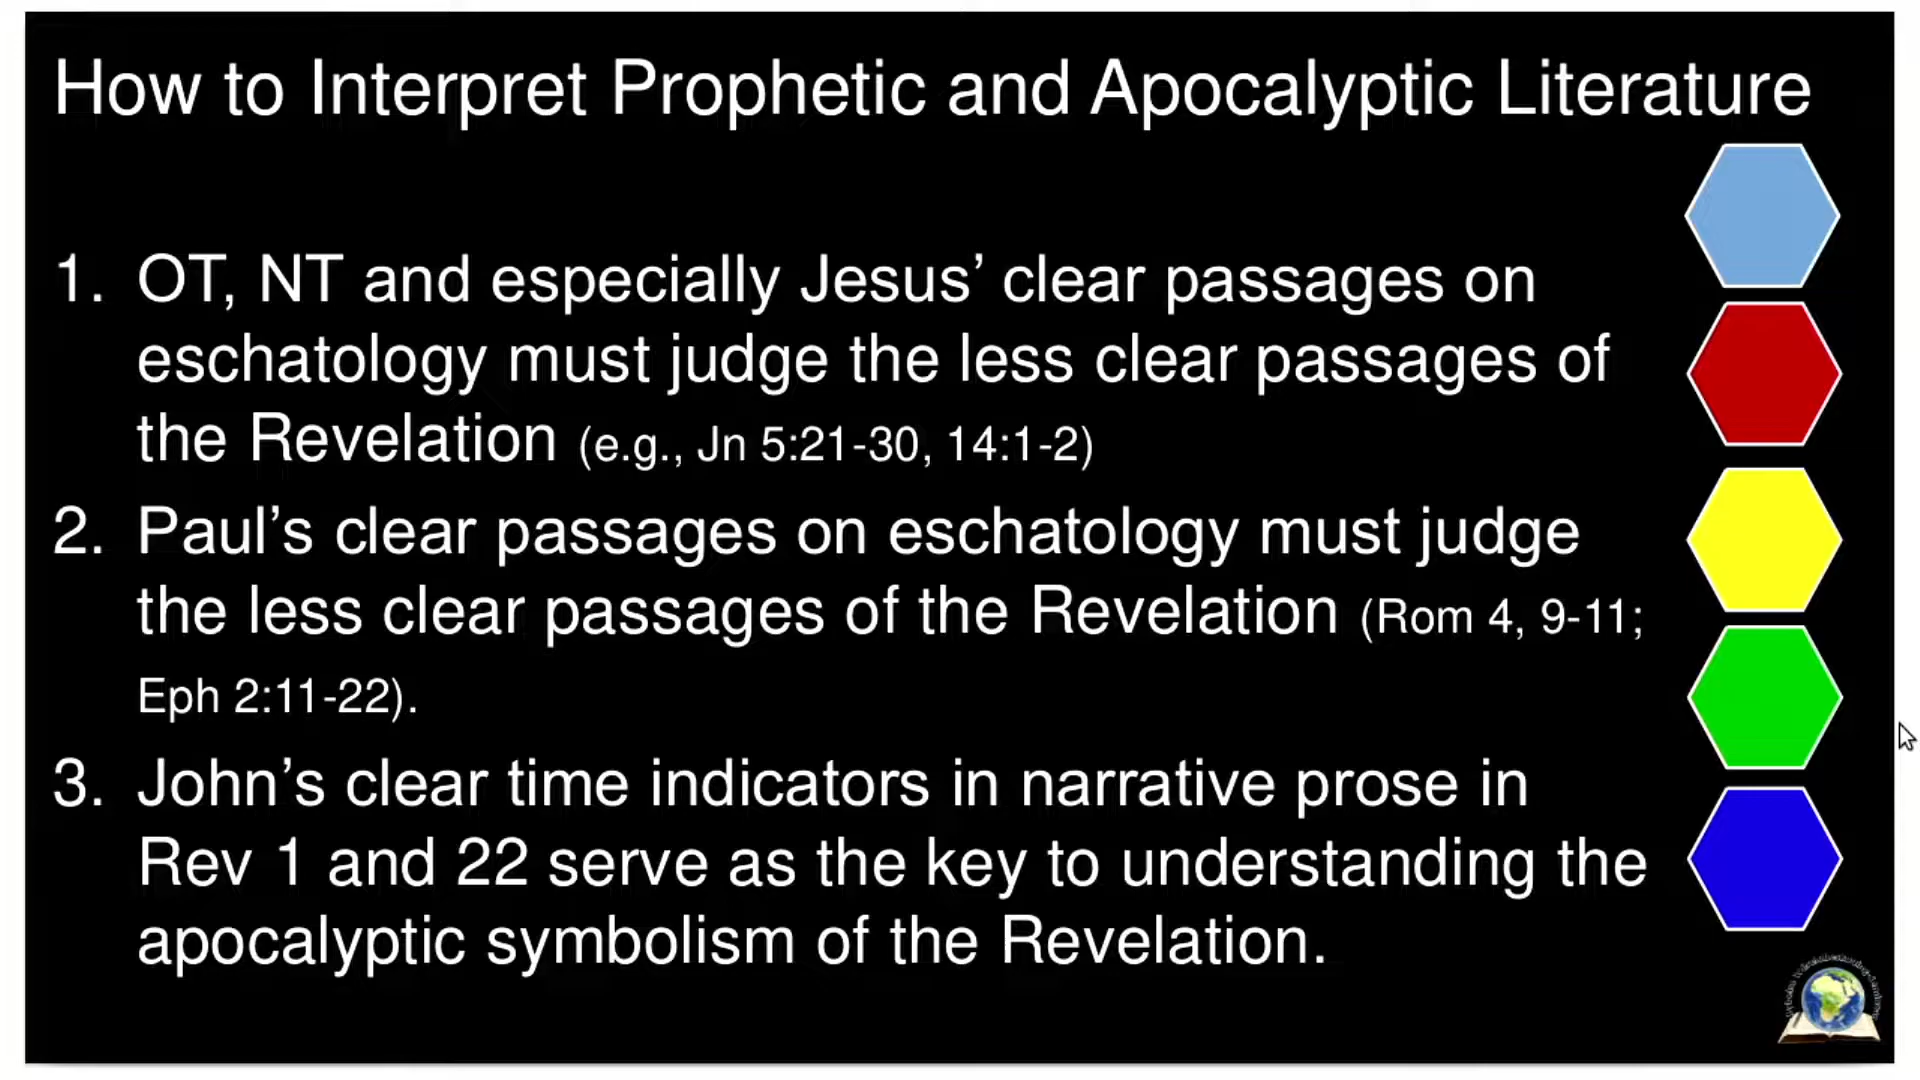 How to Interpret Prophetic and Apocalyptic Literature
1. OT, NT and especially Jesus’ clear passages on
eschatology must judge the less clear passages of
the Revelation (e.g., Jn 5:21-30, 14:1-2)
2. Paul’s clear passages on eschatology must judge
the less clear passages of the Revelation (Rom 4, 9-11;
Eph 2:11-22).
3. John’s clear time indicators in narrative prose in
Rev 1 and 22 serve as the key to understanding the
apocalyptic symbolism of the Revelation.